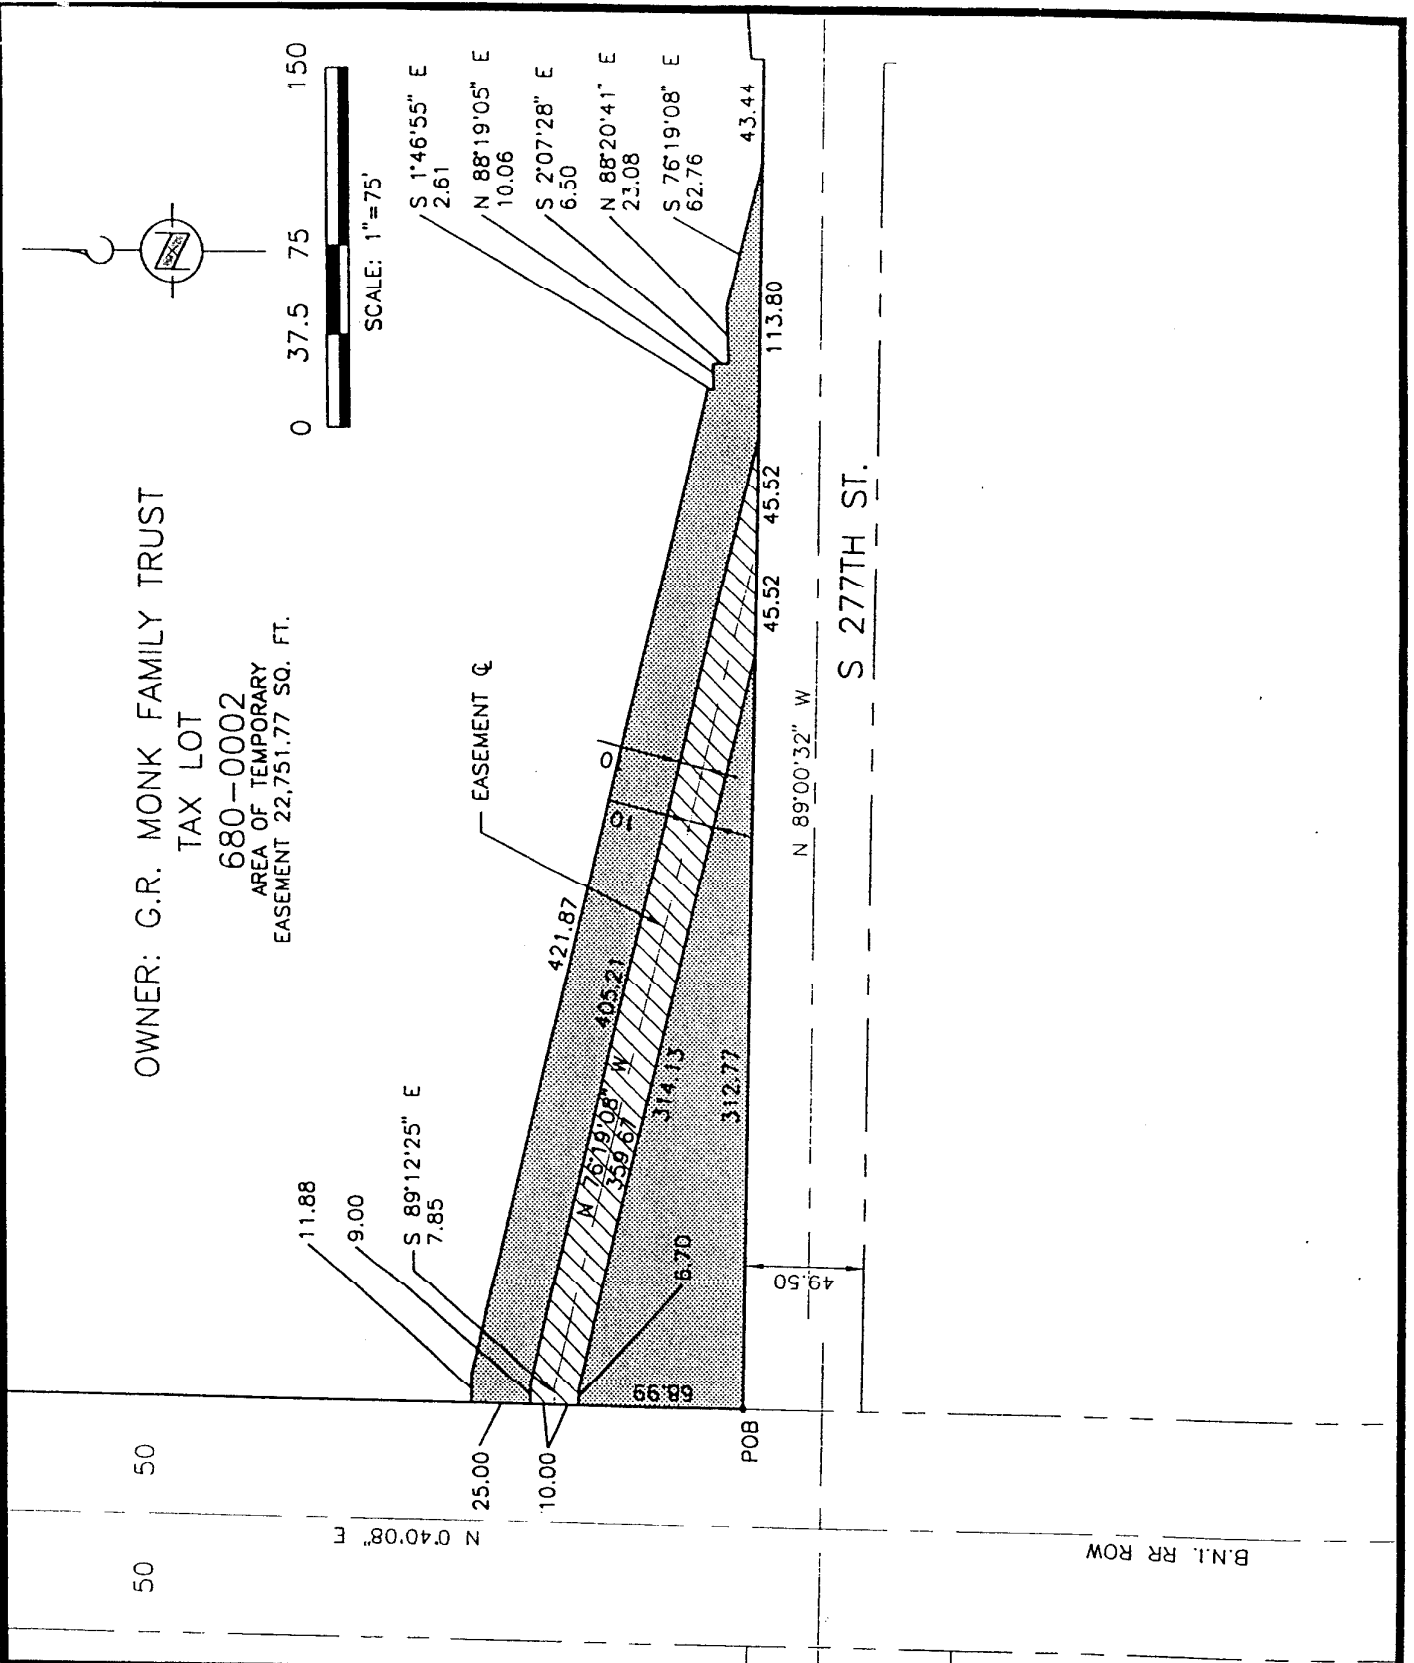 OWNER: G.R. MONK FAMILY TRUST
TAX LOT
680-0002
AREA OF TEMPORARY
EASEMENT 22,751.77 SQ. FT.
0 37.5 75 150
SCALE: 1"=75'
S 1°46'55" E
2.61
N 88°19'05" E
10.06
S 2°07'28" E
6.50
N 88°20'41" E
23.08
S 76°19'08" E
62.76
43.44
113.80
45.52
45.52
EASEMENT ℄
421.87
405.21
N 76°19'08" W
359.67
314.13
312.77
10
10
11.88
9.00
S 89°12'25" E
7.85
6.70
68.99
25.00
10.00
POB
49.50
N 89°00'32" W
S 277TH ST.
50
50
N 0°40'08" E
B.N.I. RR ROW